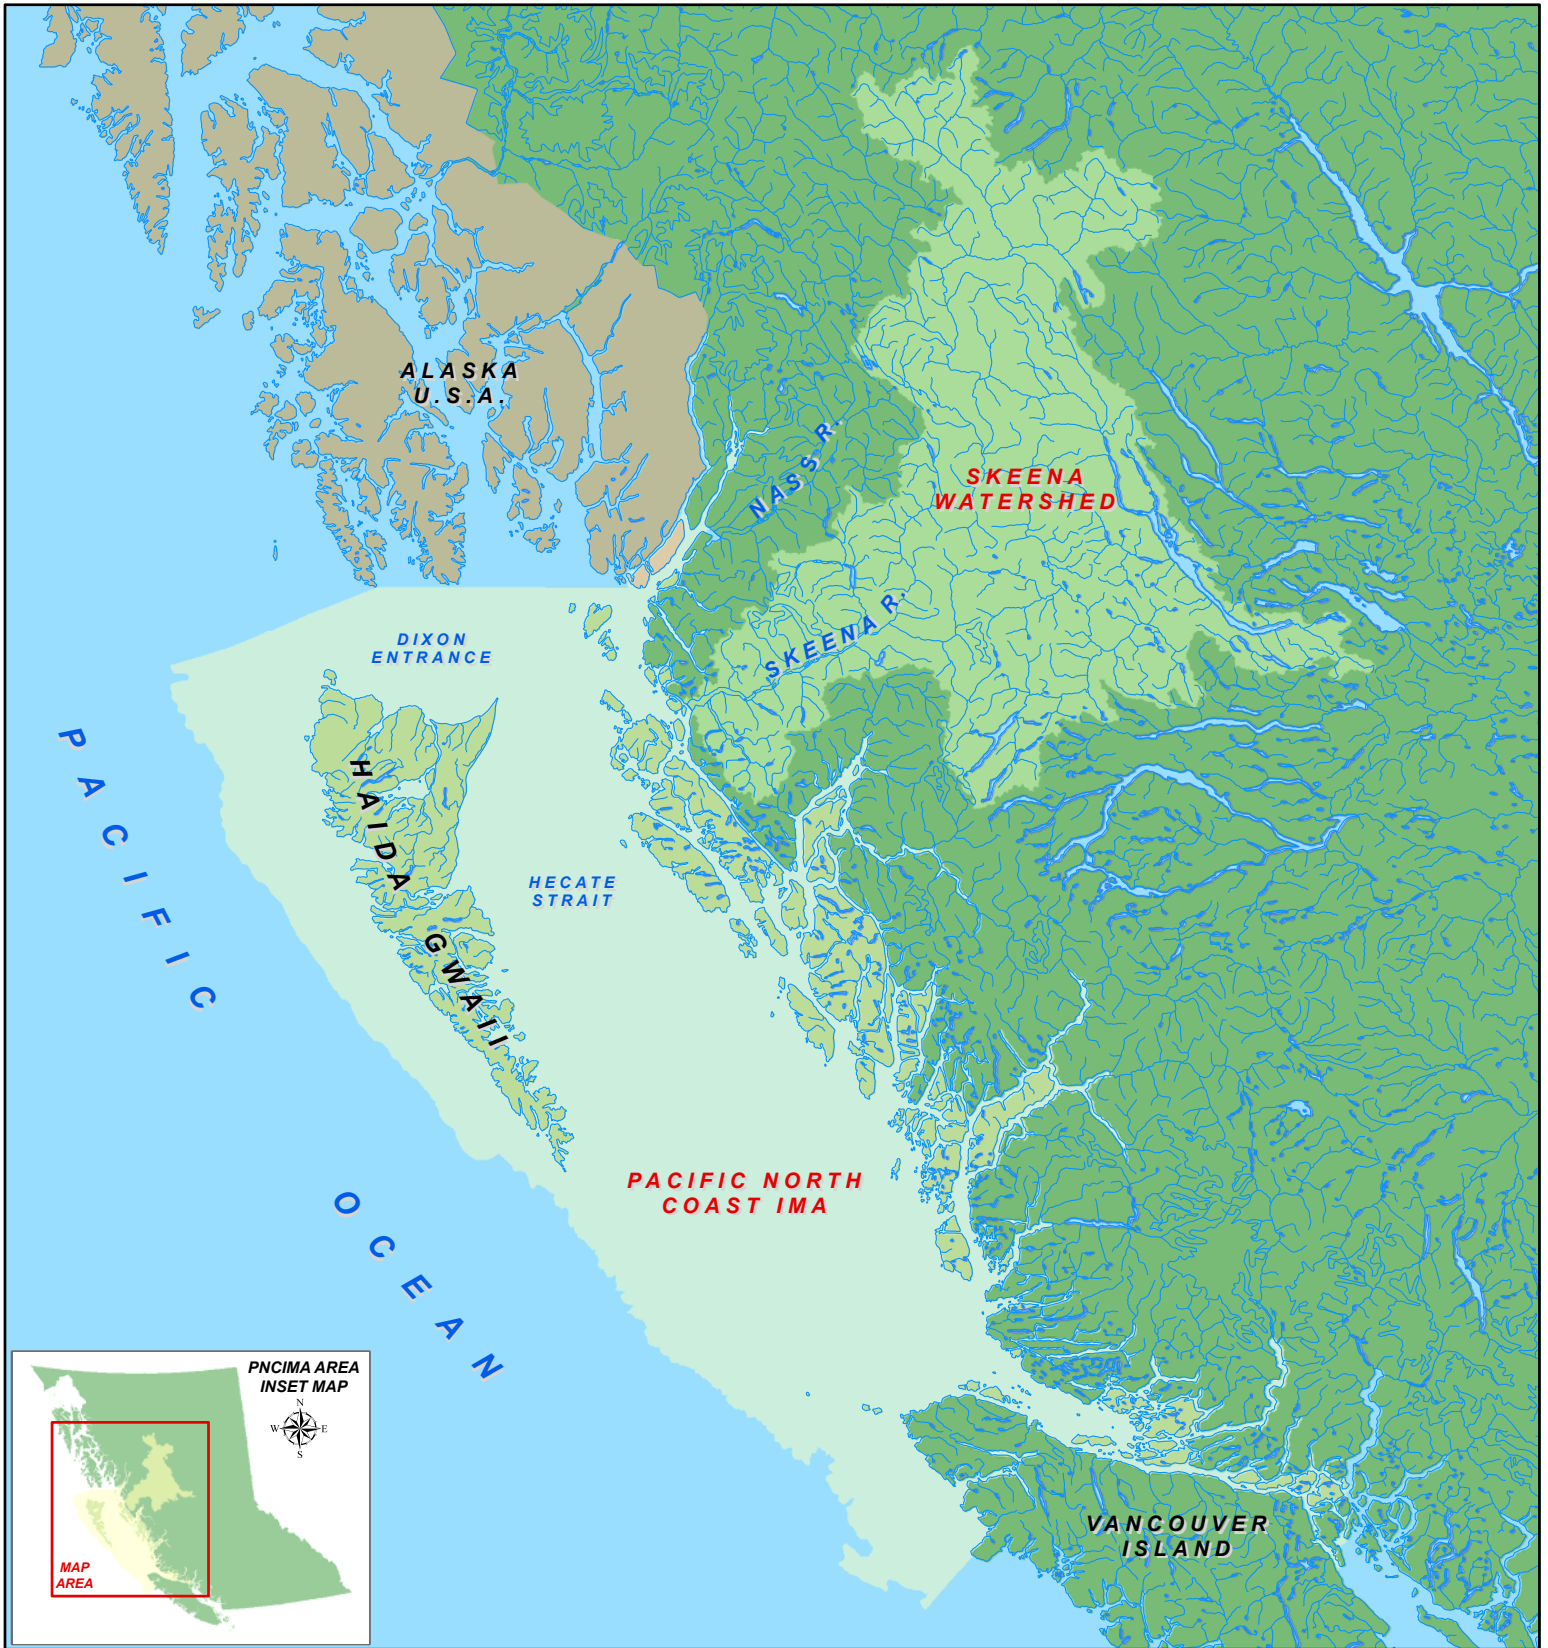 ALASKA
U.S.A.
NASS R.
SKEENA
WATERSHED
SKEENA R.
DIXON
ENTRANCE
PACIFIC
HAIDA
HECATE
STRAIT
GWAII
PACIFIC NORTH
COAST IMA
OCEAN
PNCIMA AREA
INSET MAP
N
W
E
S
MAP
AREA
VANCOUVER
ISLAND